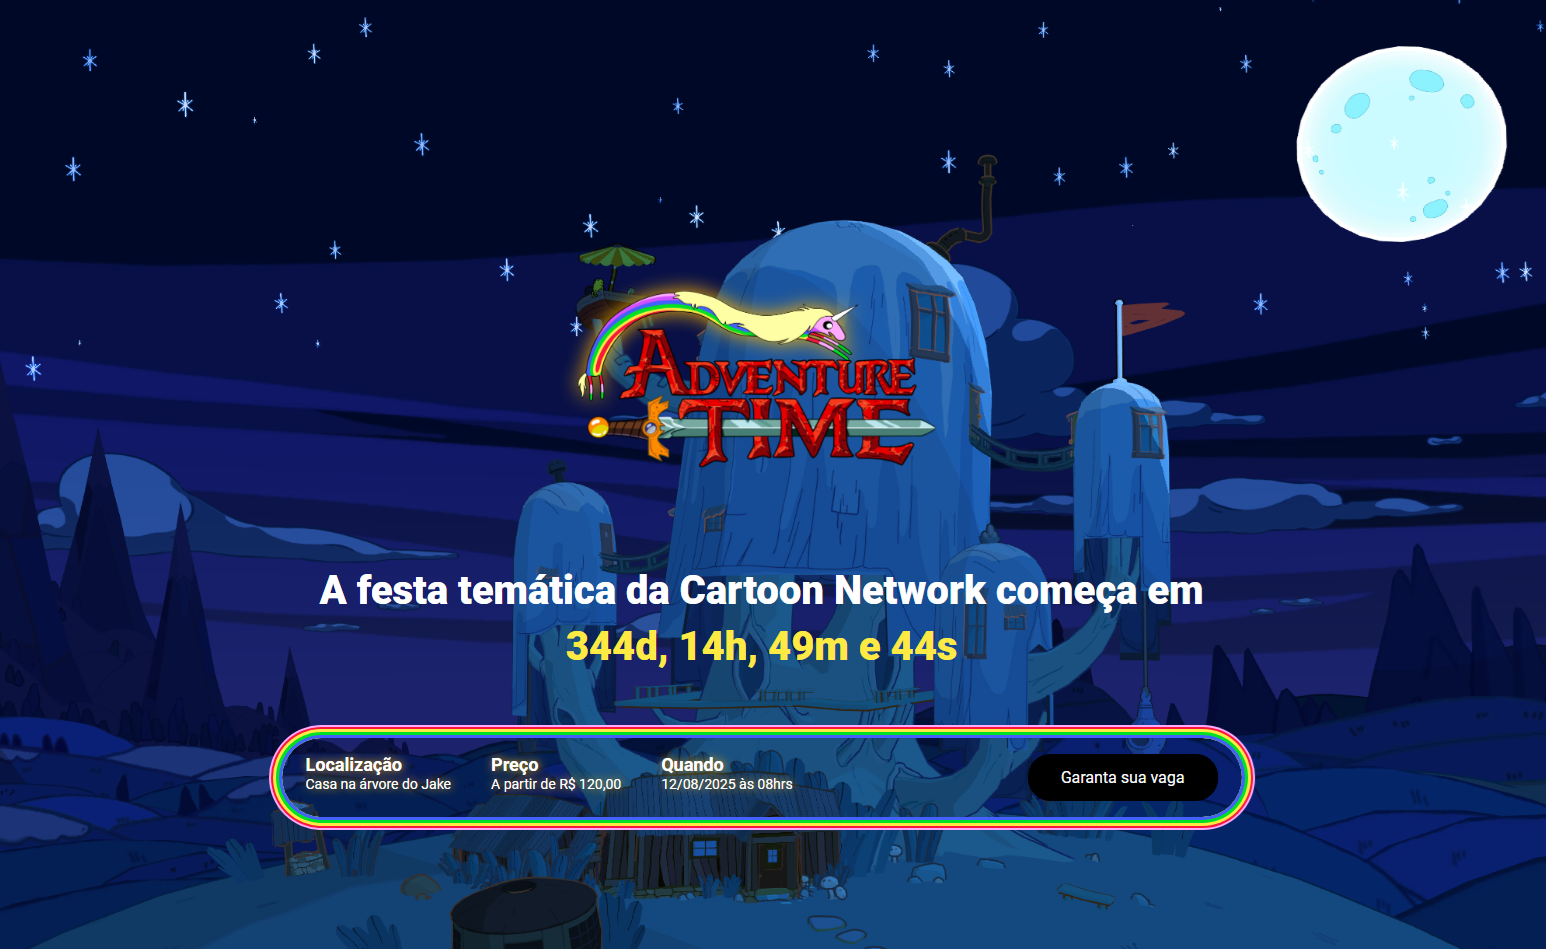 ADVENTURE
TIME
A festa temática da Cartoon Network começa em
344d, 14h, 49m e 44s
Localização
Casa na árvore do Jake
Preço
A partir de R$ 120,00
Quando
12/08/2025 às 08hrs
Garanta sua vaga